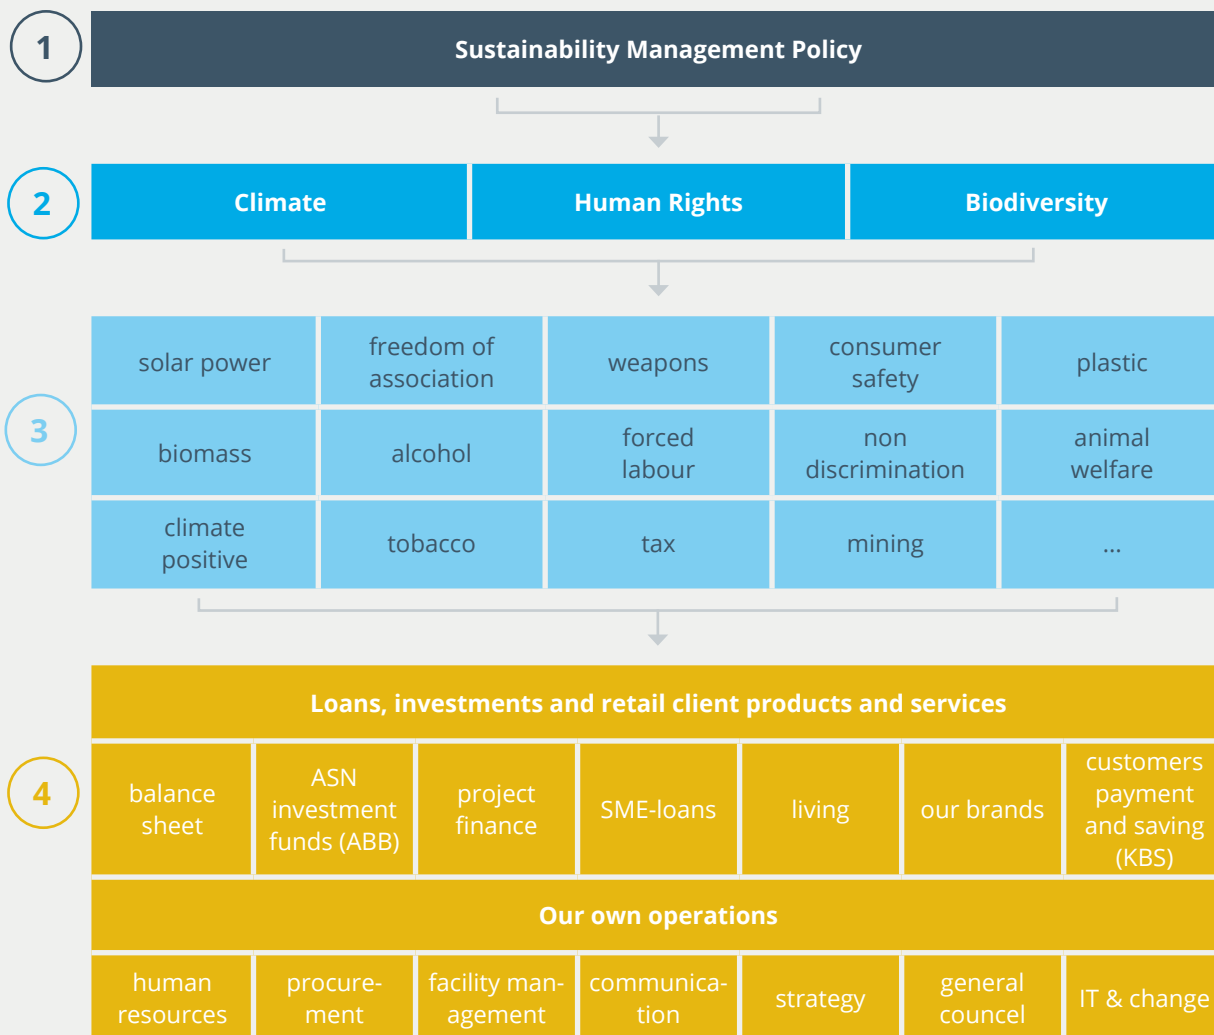 1
Sustainability Management Policy
2
Climate
Human Rights
Biodiversity
3
solar power
freedom of
association
weapons
consumer
safety
plastic
biomass
alcohol
forced
labour
non
discrimination
animal
welfare
climate
positive
tobacco
tax
mining
...
4
Loans, investments and retail client products and services
balance
sheet
ASN
investment
funds (ABB)
project
finance
SME-loans
living
our brands
customers
payment
and saving
(KBS)
Our own operations
human
resources
procure-
ment
facility man-
agement
communica-
tion
strategy
general
councel
IT & change